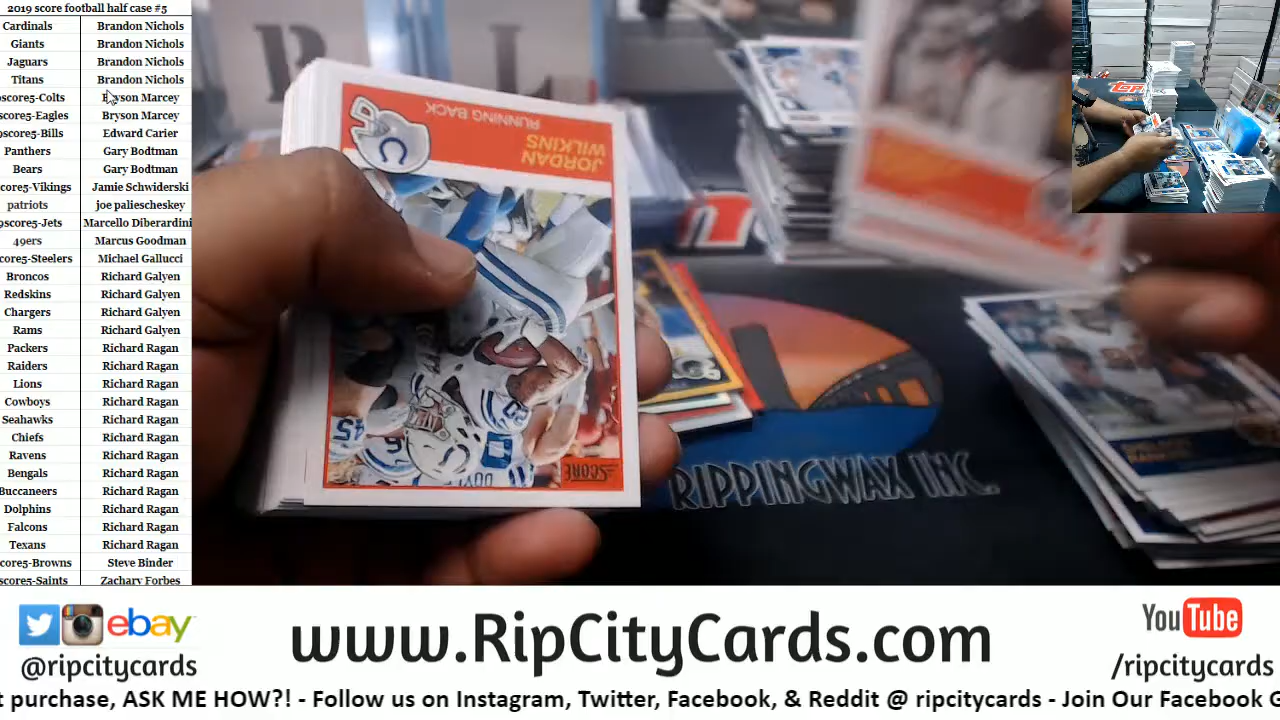 2019 score football half case #5
Cardinals Brandon Nichols
Giants Brandon Nichols
Jaguars Brandon Nichols
Titans Brandon Nichols
score5-Colts Bryson Marcey
score5-Eagles Bryson Marcey
score5-Bills Edward Carier
Panthers Gary Bodtman
Bears Gary Bodtman
core5-Vikings Jamie Schwiderski
patriots joe paliescheskey
9score5-Jets Marcello Diberardini
49ers Marcus Goodman
core5-Steelers Michael Gallucci
Broncos Richard Galyen
Redskins Richard Galyen
Chargers Richard Galyen
Rams Richard Galyen
Packers Richard Ragan
Raiders Richard Ragan
Lions Richard Ragan
Cowboys Richard Ragan
Seahawks Richard Ragan
Chiefs Richard Ragan
Ravens Richard Ragan
Bengals Richard Ragan
Buccaneers Richard Ragan
Dolphins Richard Ragan
Falcons Richard Ragan
Texans Richard Ragan
core5-Browns Steve Binder
score5-Saints Zachary Forbes
JORDAN
WILKINS
RUNNING BACK
SCORE
45
20
DOYLE
RIPPINGWAX INC.
ebay
@ripcitycards
www.RipCityCards.com
YouTube
/ripcitycards
t purchase, ASK ME HOW?! - Follow us on Instagram, Twitter, Facebook, & Reddit @ ripcitycards - Join Our Facebook G